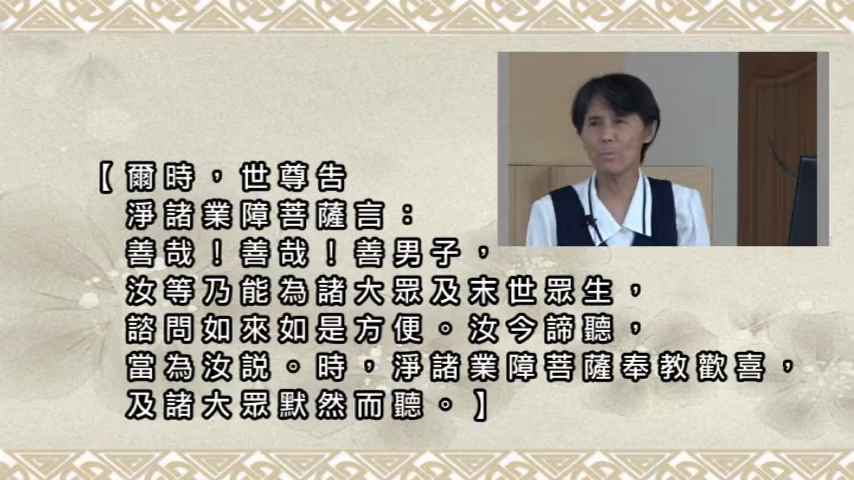 【爾時，世尊告
淨諸業障菩薩言：
善哉！善哉！善男子，
汝等乃能為諸大眾及末世眾生，
諮問如來如是方便。汝今諦聽，
當為汝說。時，淨諸業障菩薩奉教歡喜，
及諸大眾默然而聽。】